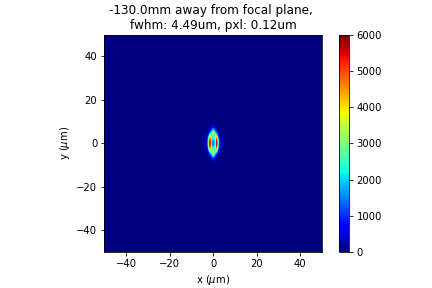 -130.0mm away from focal plane,
fwhm: 4.49um, pxl: 0.12um
40
20
0
−20
−40
y (μm)
−40 −20 0 20 40
x (μm)
6000
5000
4000
3000
2000
1000
0